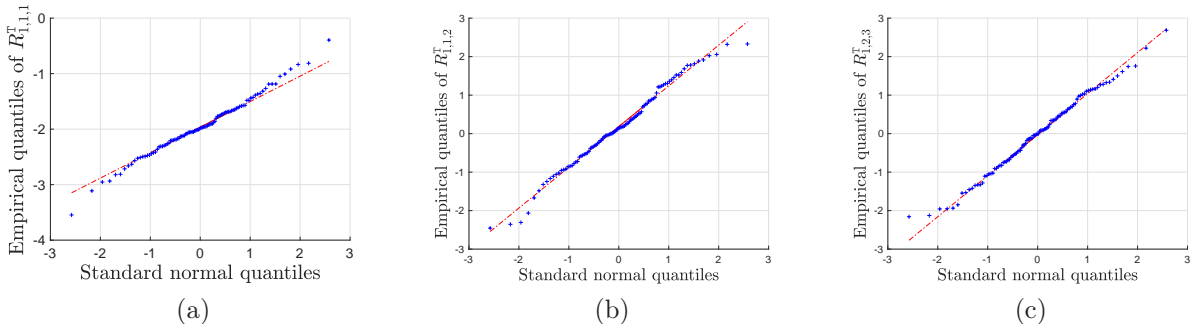 Empirical quantiles of R^T_{1,1,1}
0
-1
-2
-3
-4
-3 -2 -1 0 1 2 3
Standard normal quantiles
(a)
Empirical quantiles of R^T_{1,1,2}
3
2
1
0
-1
-2
-3
-3 -2 -1 0 1 2 3
Standard normal quantiles
(b)
Empirical quantiles of R^T_{1,2,3}
3
2
1
0
-1
-2
-3
-3 -2 -1 0 1 2 3
Standard normal quantiles
(c)